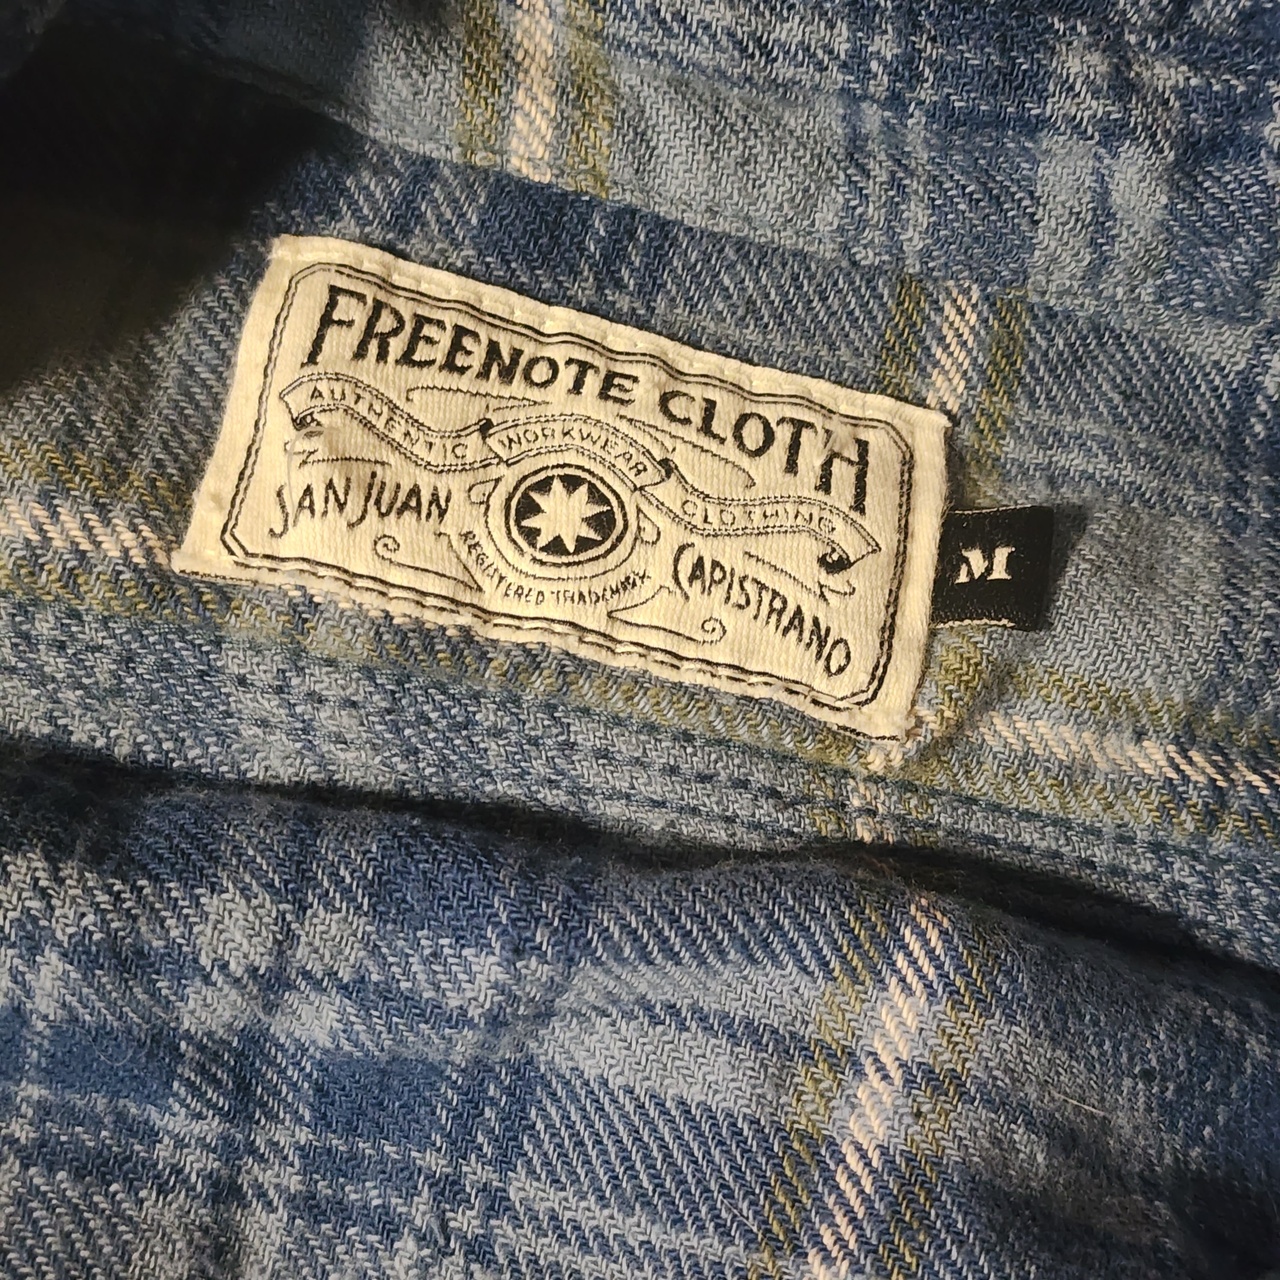 FREENOTE CLOTH
AUTHENTIC WORKWEAR CLOTHING
SAN JUAN CAPISTRANO
REGISTERED TRADEMARK
M